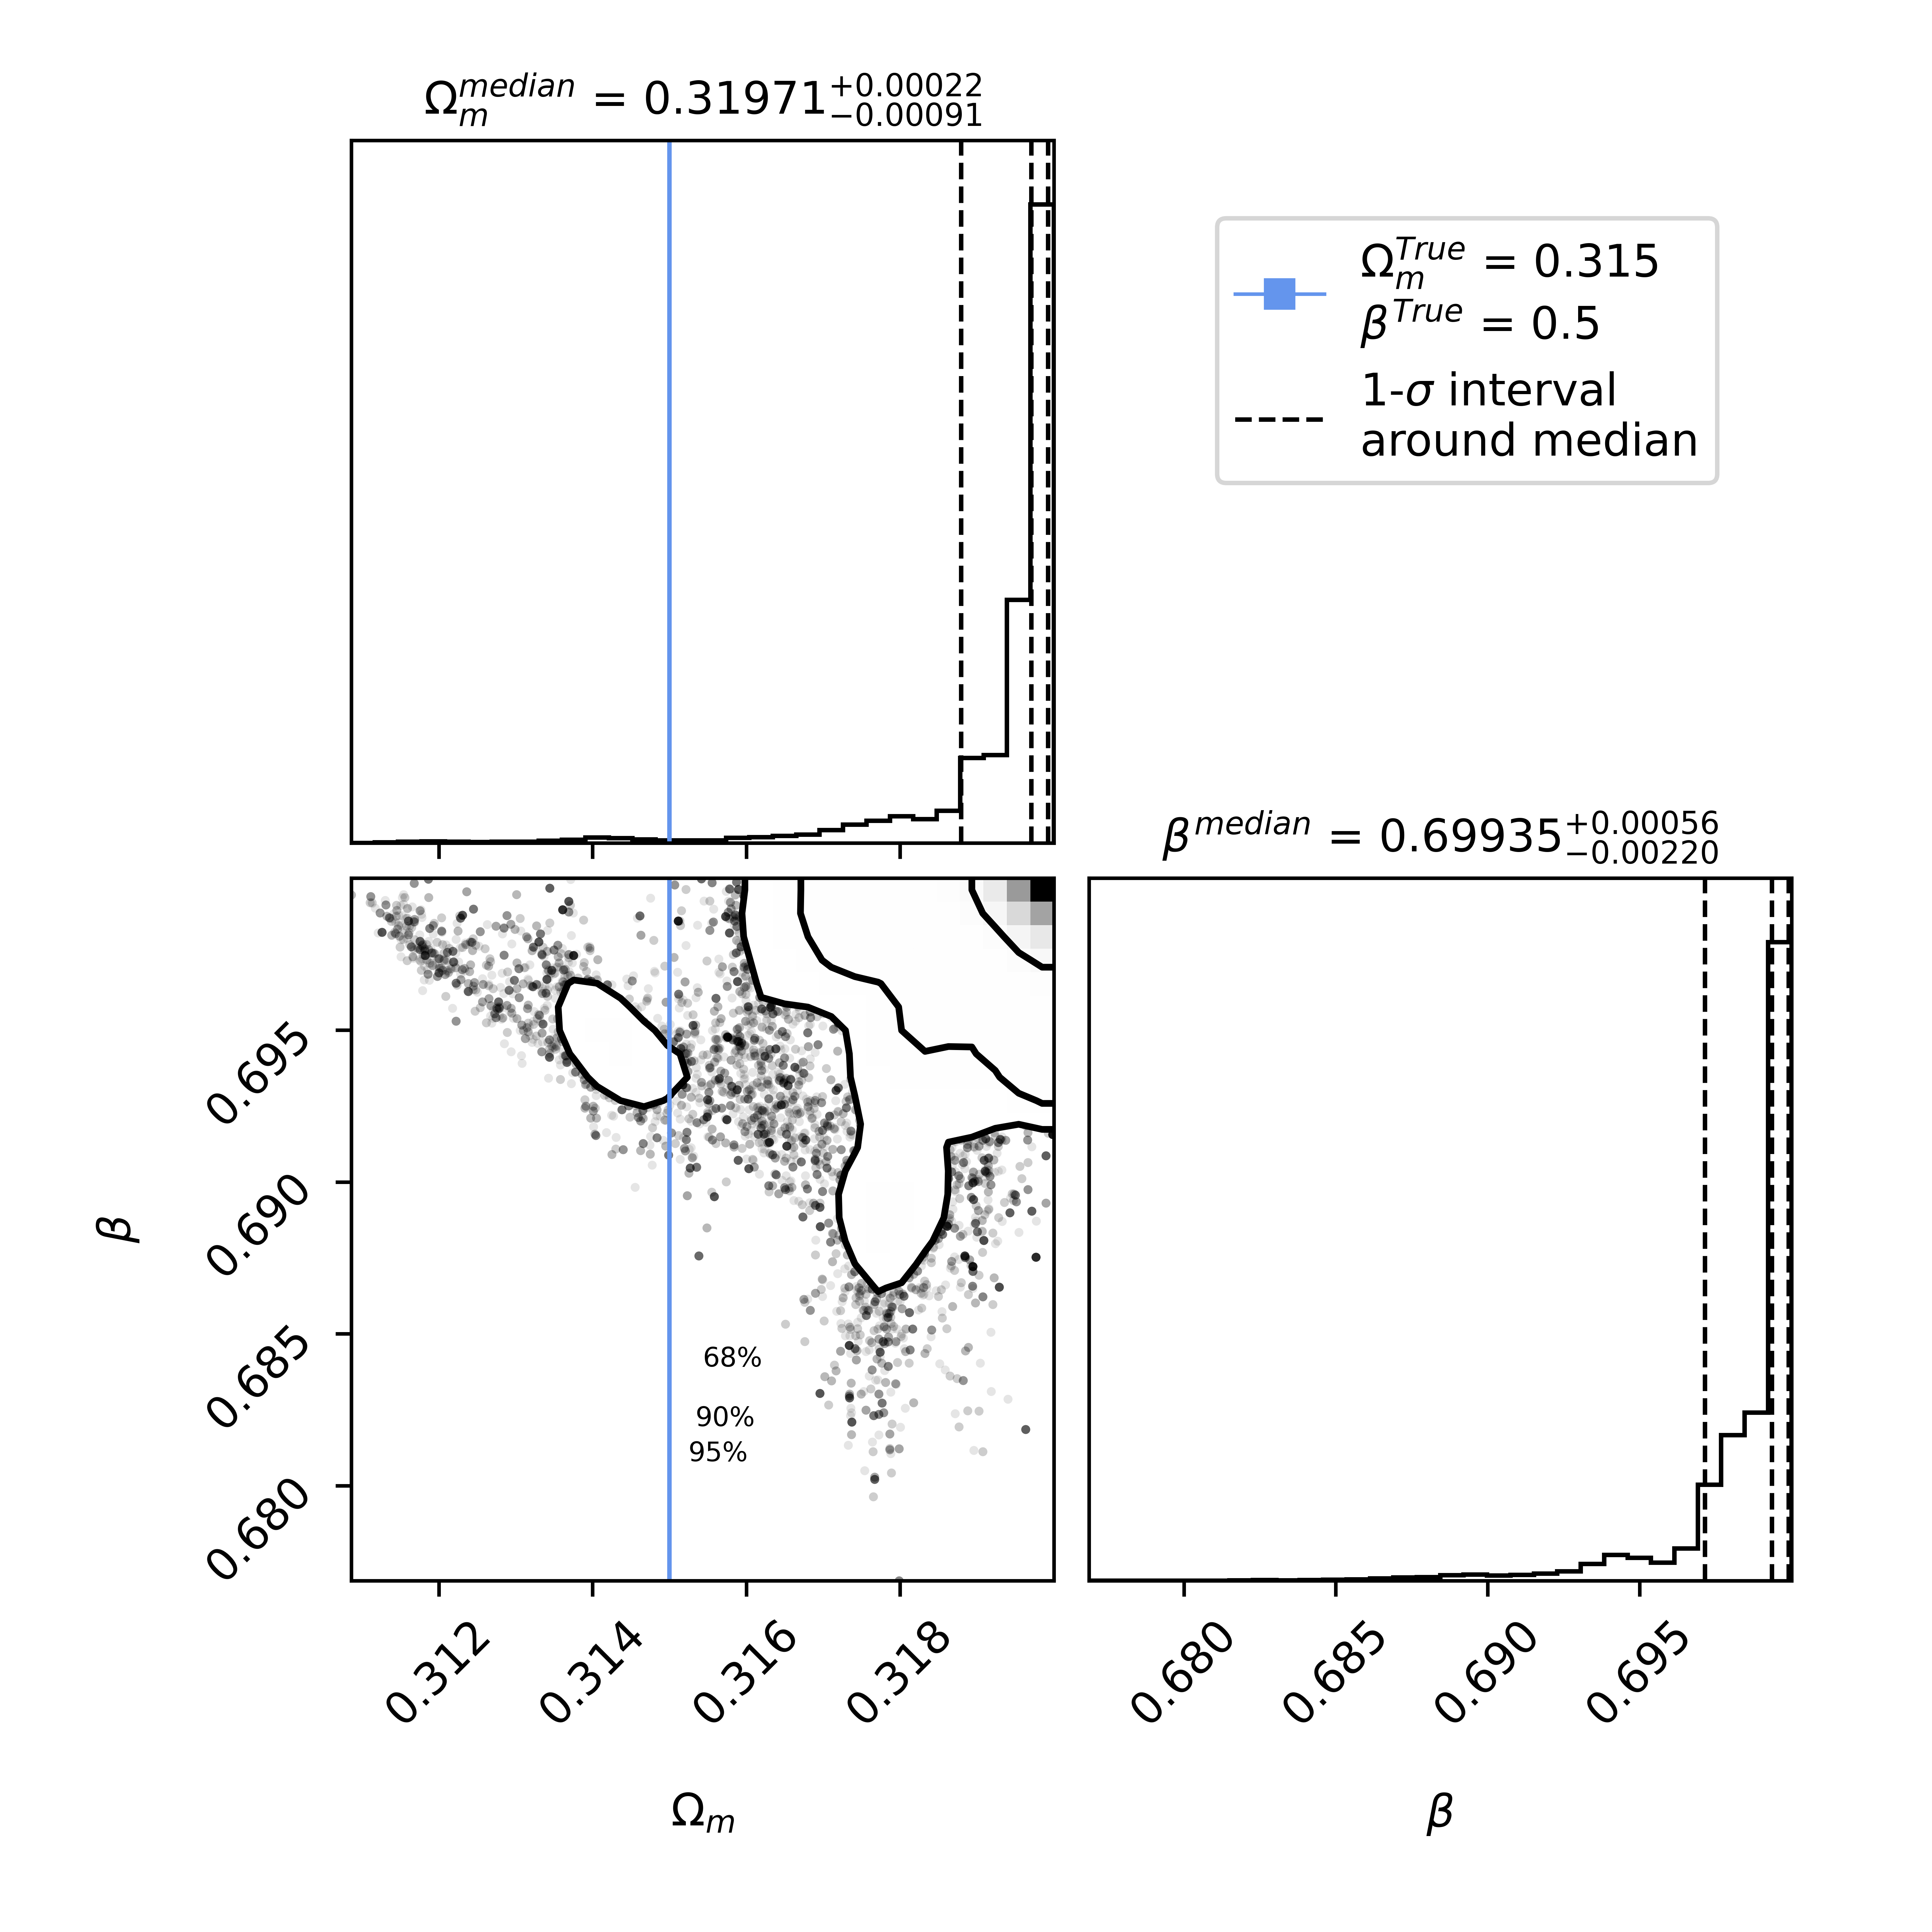 Ω_m^median = 0.31971^{+0.00022}_{−0.00091}
Ω_m^True = 0.315
β^True = 0.5
1-σ interval
around median
β^median = 0.69935^{+0.00056}_{−0.00220}
0.695
0.690
0.685
0.680
β
68%
90%
95%
0.312
0.314
0.316
0.318
Ω_m
0.680
0.685
0.690
0.695
β